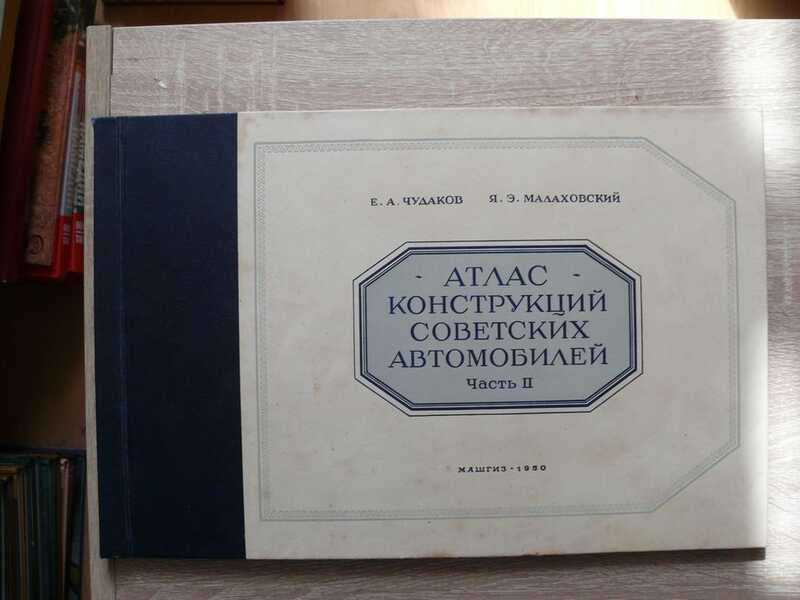 Е. А. ЧУДАКОВ Я. Э. МАЛАХОВСКИЙ
- АТЛАС -
КОНСТРУКЦИЙ
СОВЕТСКИХ
АВТОМОБИЛЕЙ
Часть II
МАШГИЗ - 1950